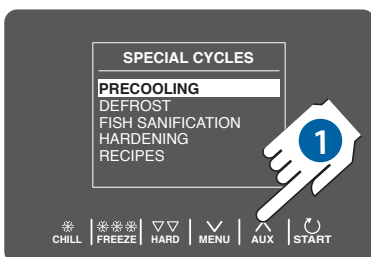 SPECIAL CYCLES
PRECOOLING
DEFROST
FISH SANIFICATION
HARDENING
RECIPES
1
CHILL FREEZE HARD MENU AUX START